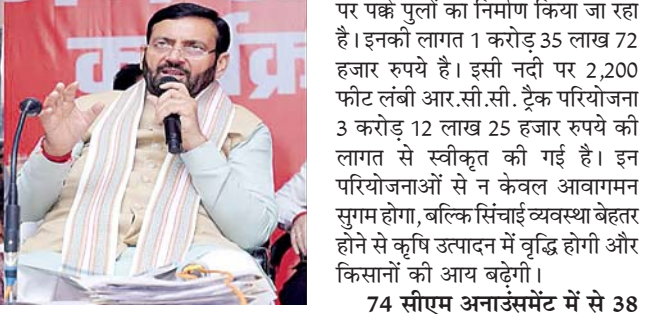 कार्यक्र
पर पक्के पुलों का निर्माण किया जा रहा
है। इनकी लागत 1 करोड़ 35 लाख 72
हजार रुपये है। इसी नदी पर 2,200
फीट लंबी आर.सी.सी. ट्रैक परियोजना
3 करोड़ 12 लाख 25 हजार रुपये की
लागत से स्वीकृत की गई है। इन
परियोजनाओं से न केवल आवागमन
सुगम होगा, बल्कि सिंचाई व्यवस्था बेहतर
होने से कृषि उत्पादन में वृद्धि होगी और
किसानों की आय बढ़ेगी।
74 सीएम अनाउंसमेंट में से 38